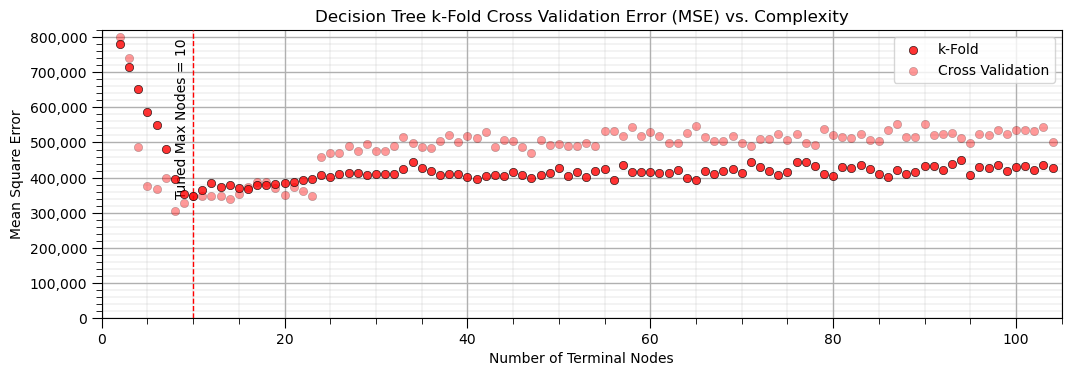 Decision Tree k-Fold Cross Validation Error (MSE) vs. Complexity
800,000
700,000
600,000
500,000
400,000
300,000
200,000
100,000
0
Mean Square Error
Tuned Max Nodes = 10
k-Fold
Cross Validation
0 20 40 60 80 100
Number of Terminal Nodes